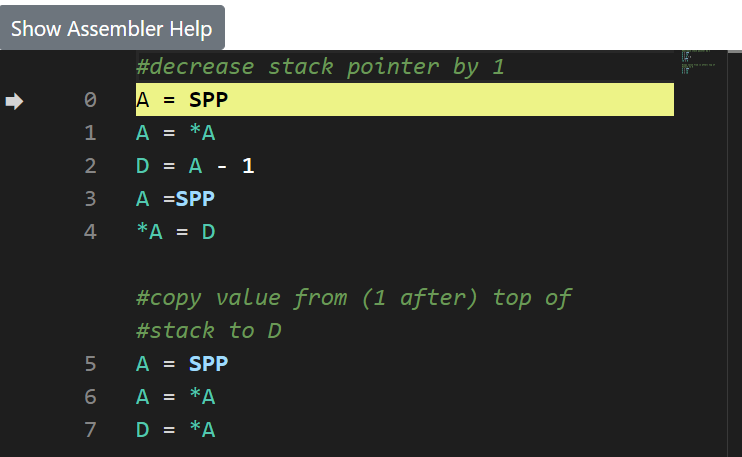 Show Assembler Help
#decrease stack pointer by 1
0 A = SPP
1 A = *A
2 D = A - 1
3 A =SPP
4 *A = D
#copy value from (1 after) top of
#stack to D
5 A = SPP
6 A = *A
7 D = *A